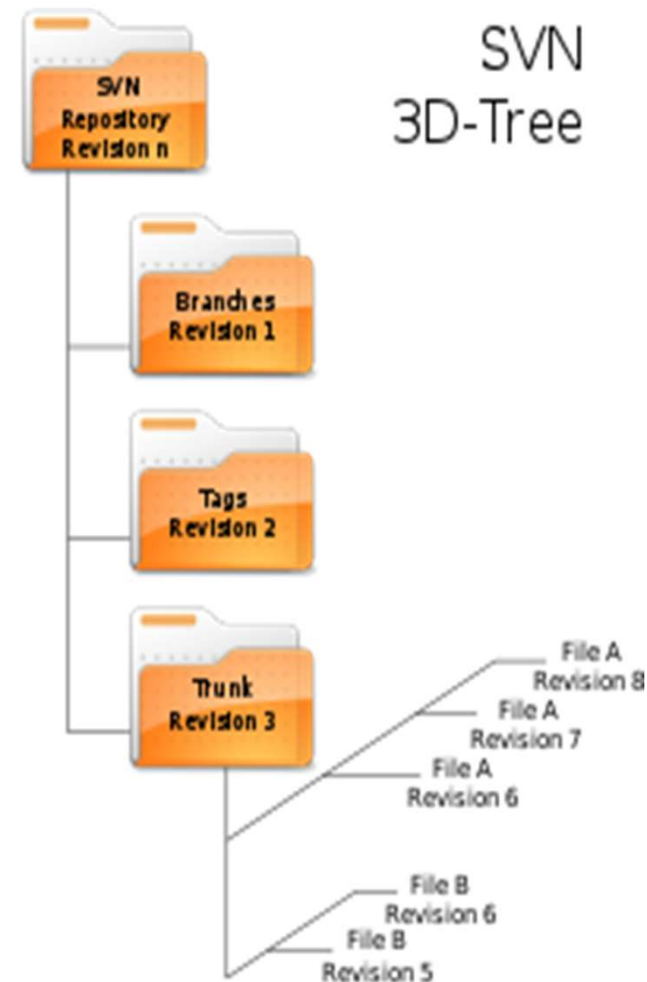 SVN
3D-Tree
SVN
Repository
Revision n
Branches
Revision 1
Tags
Revision 2
Trunk
Revision 3
File A
Revision 8
File A
Revision 7
File A
Revision 6
File B
Revision 6
File B
Revision 5